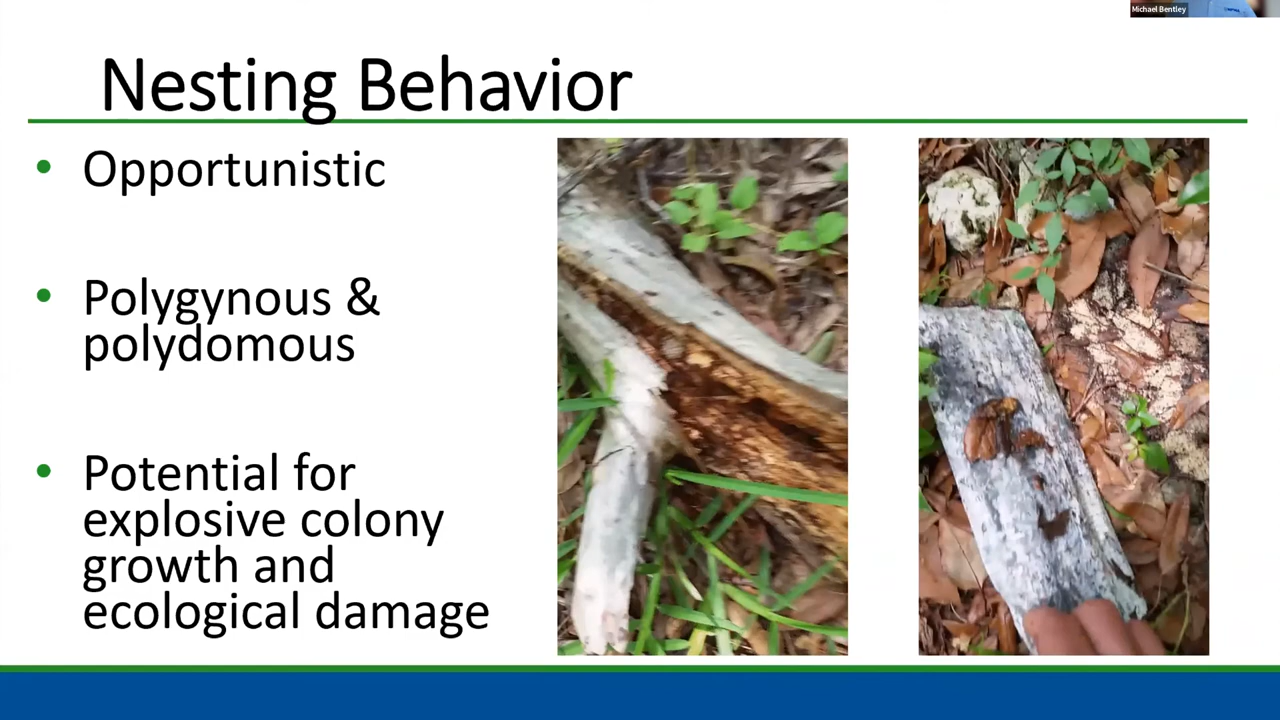 Michael Bentley
Nesting Behavior
• Opportunistic
• Polygynous &
polydomous
• Potential for
explosive colony
growth and
ecological damage